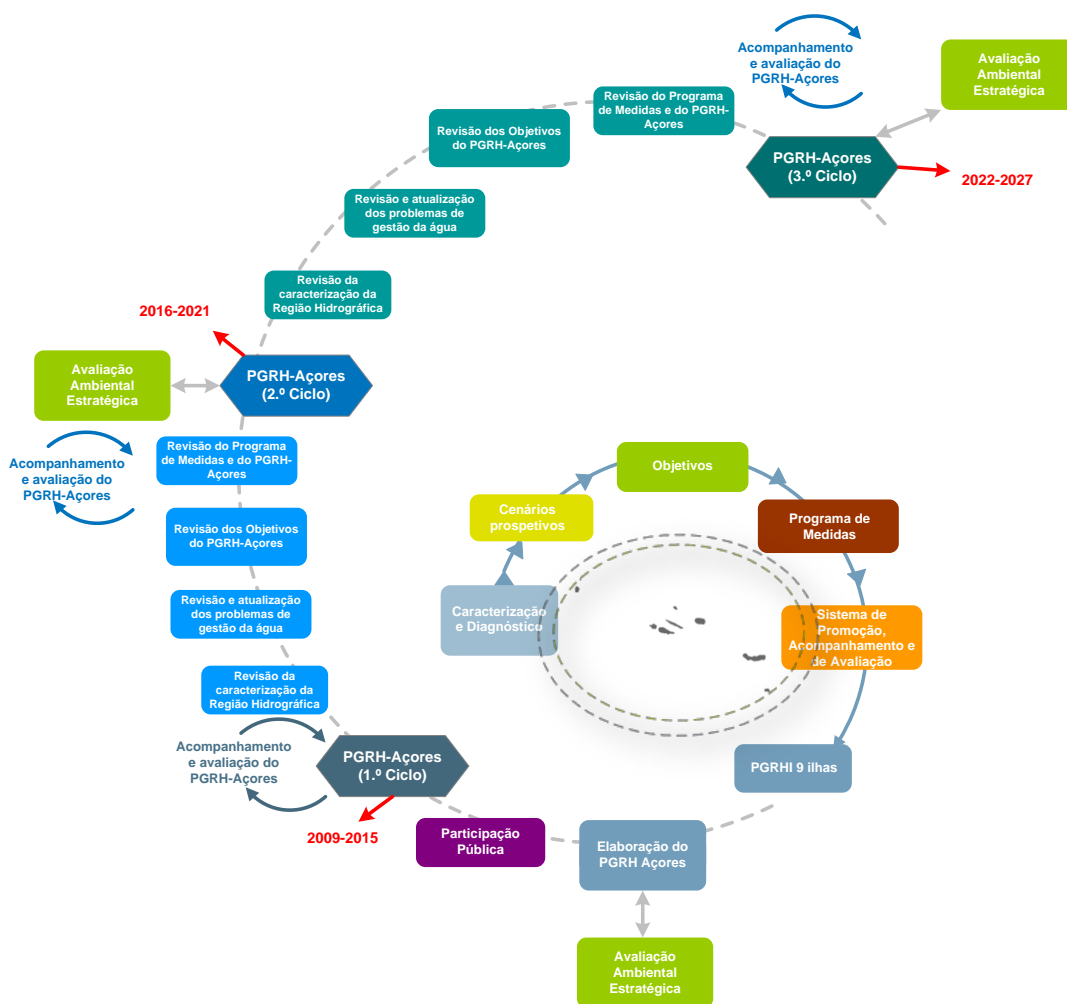 Acompanhamento
e avaliação do
PGRH-Açores
Avaliação
Ambiental
Estratégica
Revisão do Programa
de Medidas e do PGRH-
Açores
Revisão dos Objetivos
do PGRH-Açores
PGRH-Açores
(3.º Ciclo)
2022-2027
Revisão e atualização
dos problemas de
gestão da água
Revisão da
caracterização da
Região Hidrográfica
2016-2021
Avaliação
Ambiental
Estratégica
PGRH-Açores
(2.º Ciclo)
Revisão do Programa
de Medidas e do PGRH-
Açores
Acompanhamento
e avaliação do
PGRH-Açores
Revisão dos Objetivos
do PGRH-Açores
Revisão e atualização
dos problemas de
gestão da água
Revisão da
caracterização da
Região Hidrográfica
Acompanhamento
e avaliação do
PGRH-Açores
PGRH-Açores
(1.º Ciclo)
2009-2015
Objetivos
Cenários
prospetivos
Programa de
Medidas
Caracterização
e Diagnóstico
Sistema de
Promoção,
Acompanhamento e
de Avaliação
PGRHI 9 ilhas
Participação
Pública
Elaboração do
PGRH Açores
Avaliação
Ambiental
Estratégica